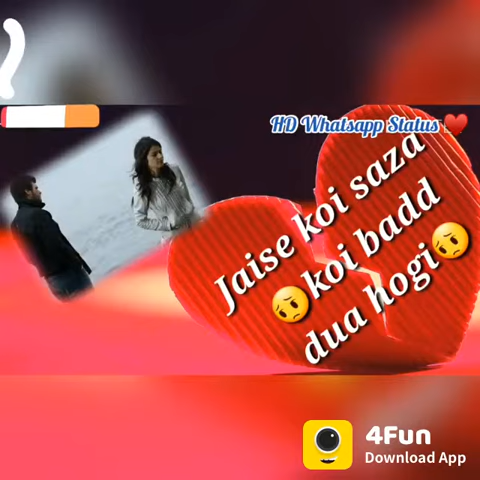 HD Whatsapp Status
Jaise koi saza
koi badd
dua hogi
4Fun
Download App